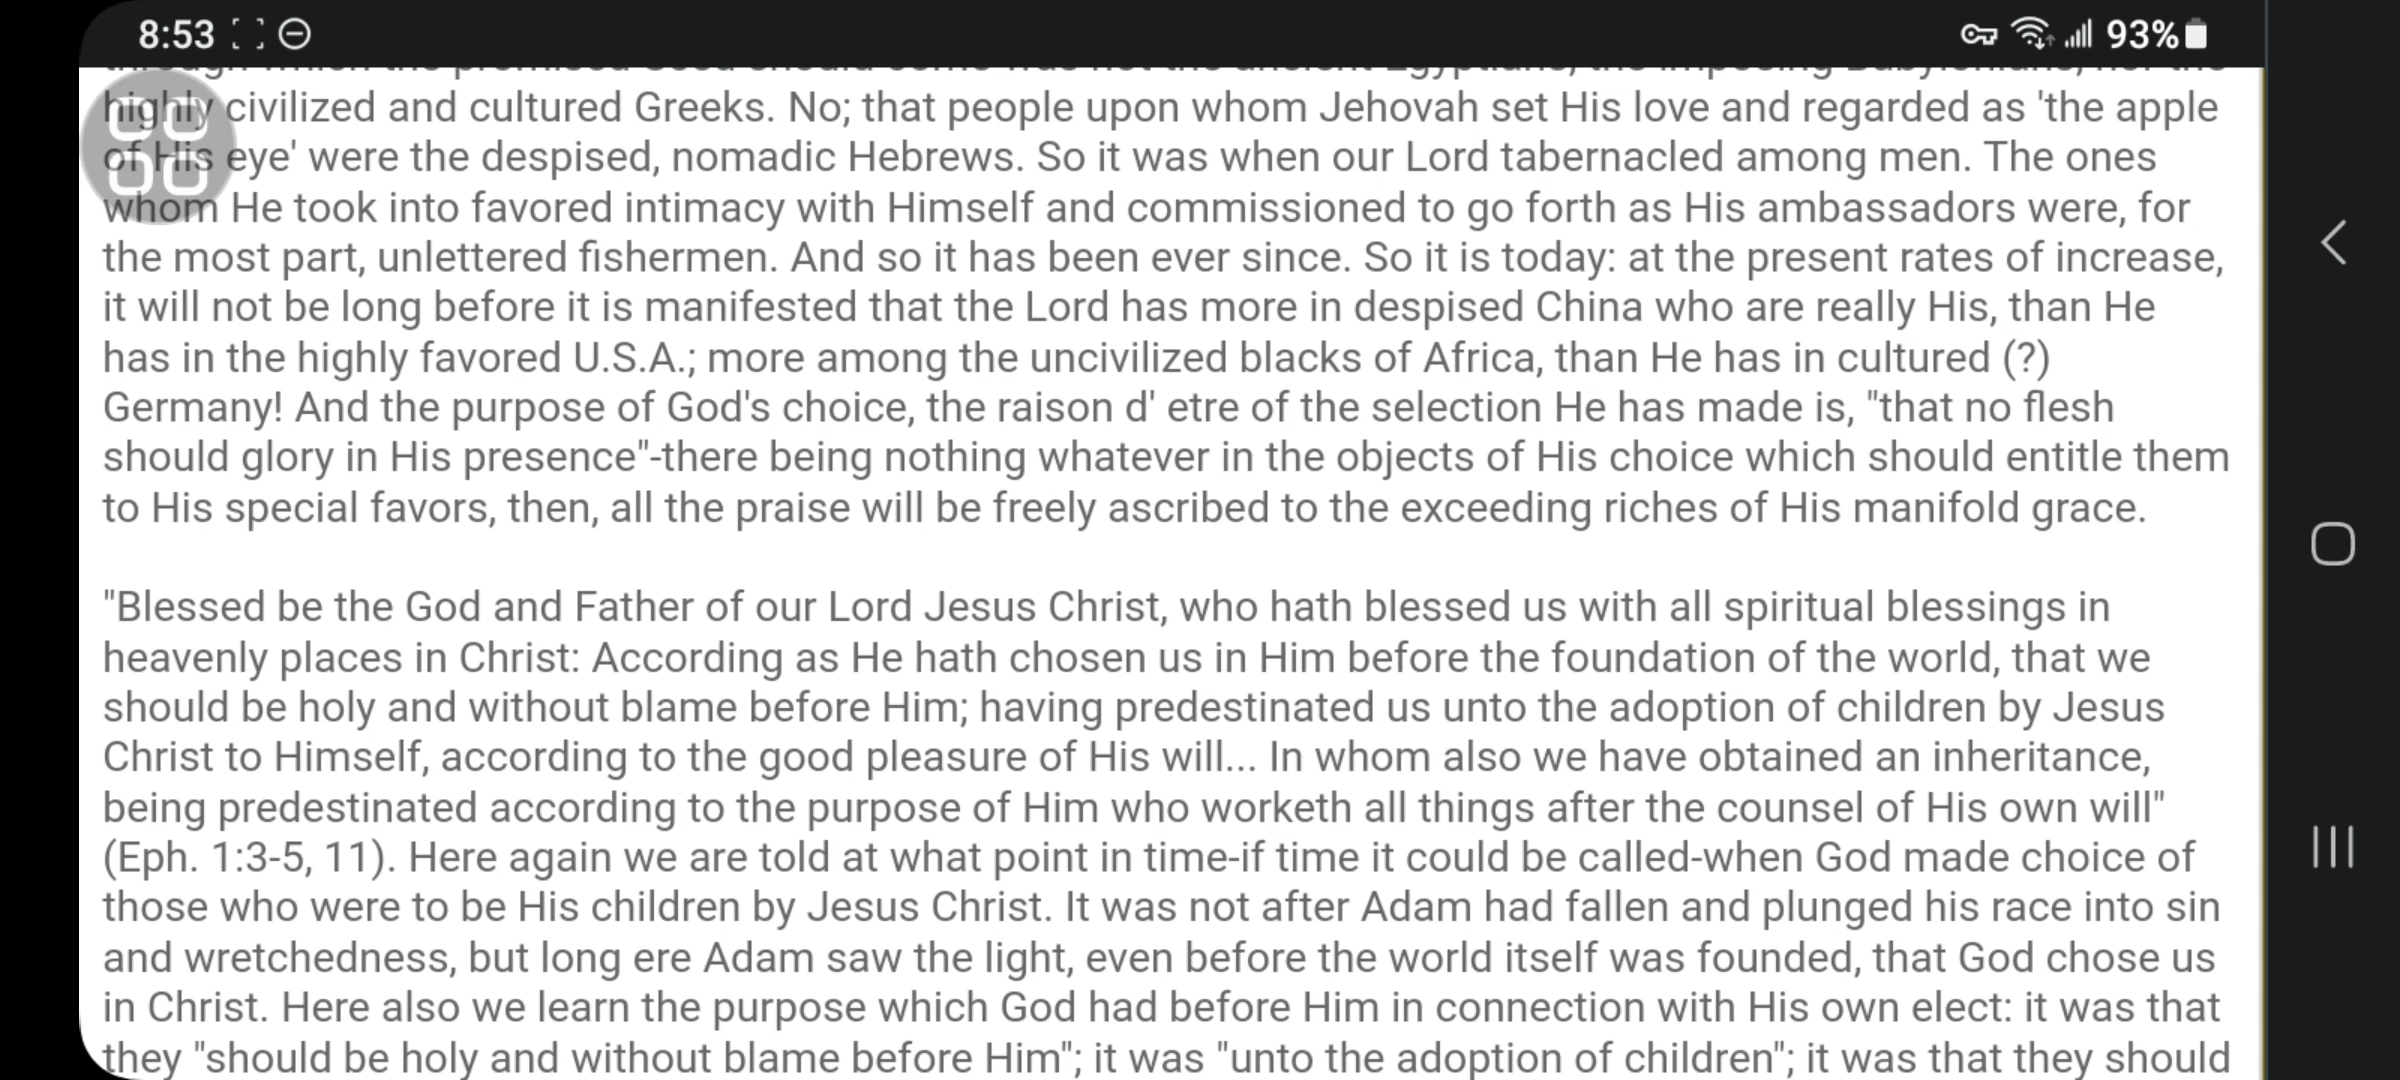 8:53
93%
through which the promised Seed should come was not the ancient Egyptians, the imposing Babylonians, nor the
highly civilized and cultured Greeks. No; that people upon whom Jehovah set His love and regarded as 'the apple
of His eye' were the despised, nomadic Hebrews. So it was when our Lord tabernacled among men. The ones
whom He took into favored intimacy with Himself and commissioned to go forth as His ambassadors were, for
the most part, unlettered fishermen. And so it has been ever since. So it is today: at the present rates of increase,
it will not be long before it is manifested that the Lord has more in despised China who are really His, than He
has in the highly favored U.S.A.; more among the uncivilized blacks of Africa, than He has in cultured (?)
Germany! And the purpose of God's choice, the raison d' etre of the selection He has made is, "that no flesh
should glory in His presence"-there being nothing whatever in the objects of His choice which should entitle them
to His special favors, then, all the praise will be freely ascribed to the exceeding riches of His manifold grace.
"Blessed be the God and Father of our Lord Jesus Christ, who hath blessed us with all spiritual blessings in
heavenly places in Christ: According as He hath chosen us in Him before the foundation of the world, that we
should be holy and without blame before Him; having predestinated us unto the adoption of children by Jesus
Christ to Himself, according to the good pleasure of His will... In whom also we have obtained an inheritance,
being predestinated according to the purpose of Him who worketh all things after the counsel of His own will"
(Eph. 1:3-5, 11). Here again we are told at what point in time-if time it could be called-when God made choice of
those who were to be His children by Jesus Christ. It was not after Adam had fallen and plunged his race into sin
and wretchedness, but long ere Adam saw the light, even before the world itself was founded, that God chose us
in Christ. Here also we learn the purpose which God had before Him in connection with His own elect: it was that
they "should be holy and without blame before Him"; it was "unto the adoption of children"; it was that they should